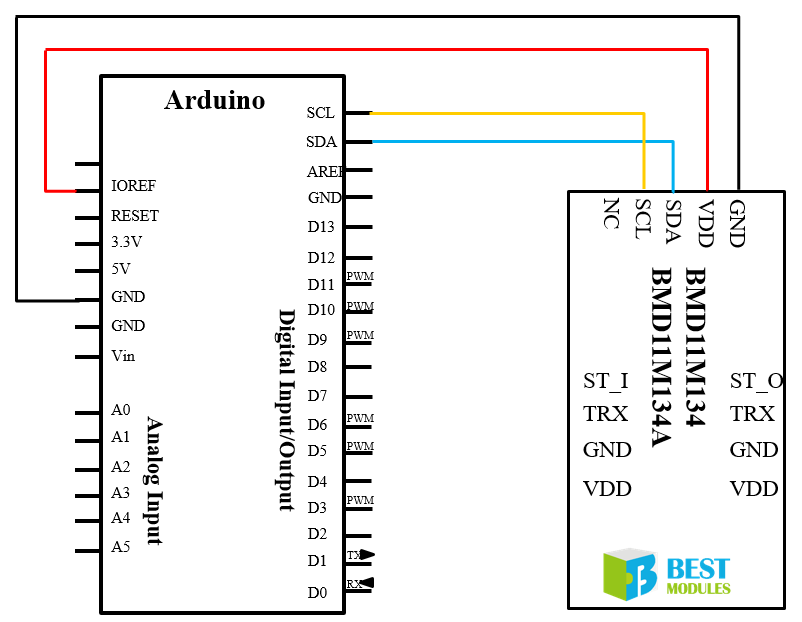 Arduino
IOREF
RESET
3.3V
5V
GND
GND
Vin
A0
A1
A2
A3
A4
A5
Analog Input
SCL
SDA
AREF
GND
D13
D12
D11 PWM
D10 PWM
D9 PWM
D8
D7
D6 PWM
D5 PWM
D4
D3 PWM
D2
D1 TX
D0 RX
Digital Input/Output
NC
SCL
SDA
VDD
GND
BMD11M134
BMD11M134A
ST_I
TRX
GND
VDD
ST_O
TRX
GND
VDD
BEST
MODULES